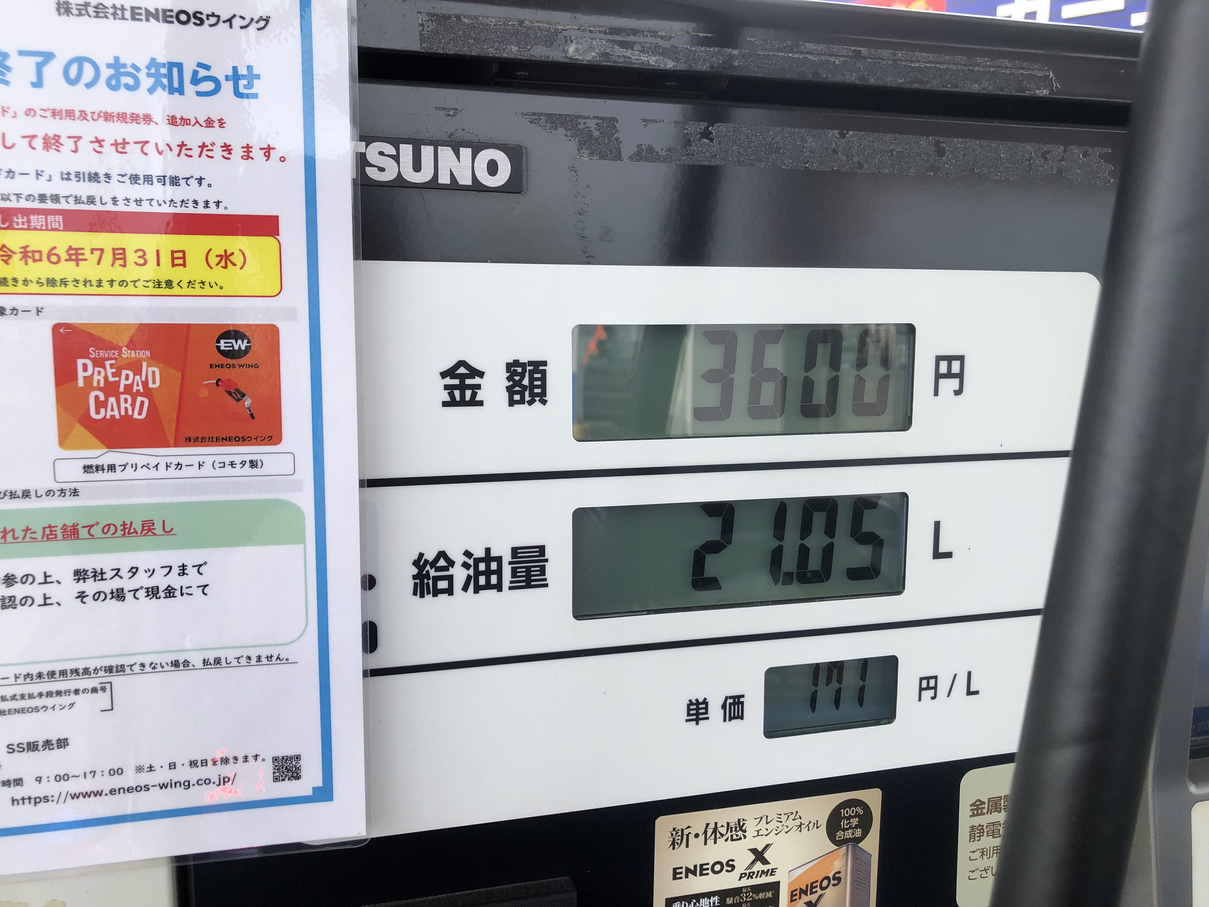 株式会社ENEOSウイング
終了のお知らせ
ド」のご利用及び新規発券、追加入金を
して終了させていただきます。
ドカード」は引続きご使用可能です。
以下の要領で払戻しをさせていただきます。
し出期間
令和6年7月31日(水)
続きから除斥されますのでご注意ください。
象カード
SERVICE STATION
PREPAID
CARD
EW
ENEOS WING
株式会社ENEOSウイング
燃料用プリペイドカード(コモタ製)
び払戻しの方法
れた店舗での払戻し
参の上、弊社スタッフまで
認の上、その場で現金にて
ード内未使用残高が確認できない場合、払戻しできません。
払式支払手段発行者の商号
社ENEOSウイング
SS販売部
時間 9:00~17:00 ※土・日・祝日を除きます。
https://www.eneos-wing.co.jp/
TSUNO
金額 3600 円
給油量 21.05 L
単価 171 円/L
新・体感 プレミアムエンジンオイル
100%
化学
合成油
ENEOS X PRIME
重り心地性
騒音32%軽減
ENEOS
X
金属
静電
ご利用
ござい